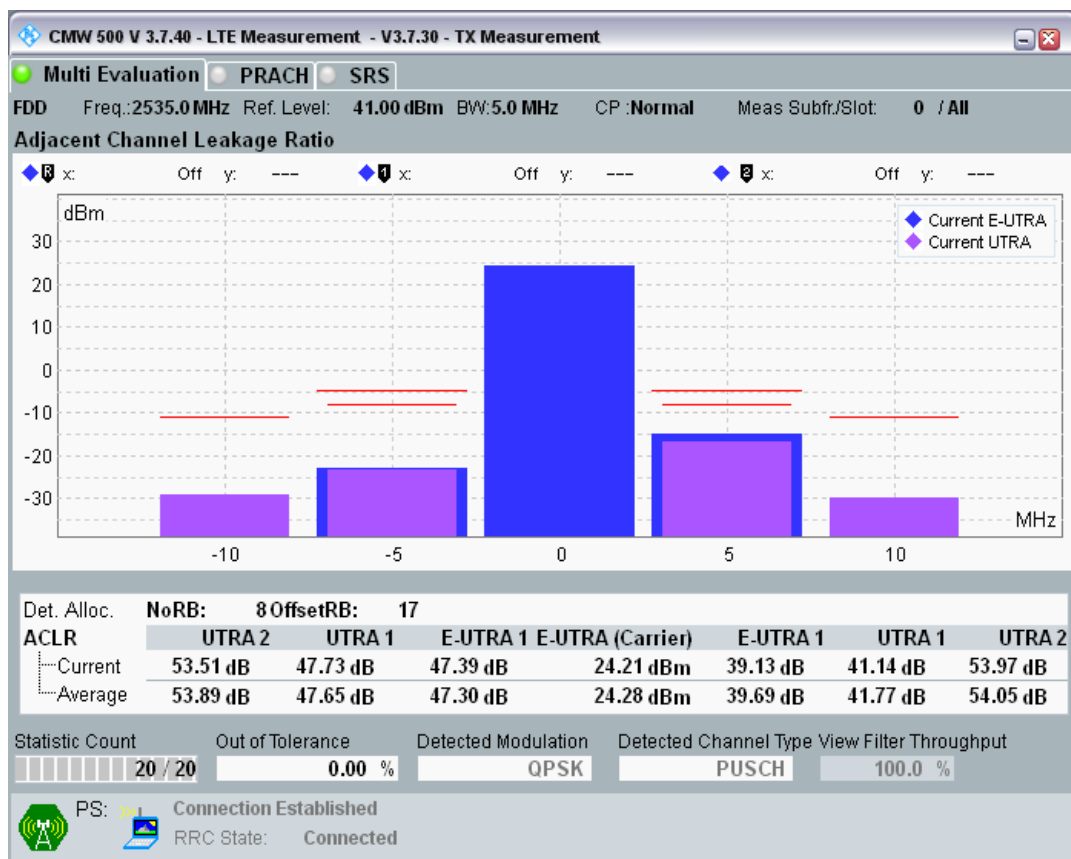 CMW 500 V 3.7.40 - LTE Measurement - V3.7.30 - TX Measurement
Multi Evaluation PRACH SRS
FDD Freq.:2535.0 MHz Ref. Level: 41.00 dBm BW:5.0 MHz CP :Normal Meas Subfr./Slot: 0 / All
Adjacent Channel Leakage Ratio
R x: Off y: --- 1 x: Off y: --- 2 x: Off y: ---
dBm
Current E-UTRA
Current UTRA
30
20
10
0
-10
-20
-30
MHz
-10 -5 0 5 10
Det. Alloc. NoRB: 8 OffsetRB: 17
ACLR UTRA 2 UTRA 1 E-UTRA 1 E-UTRA (Carrier) E-UTRA 1 UTRA 1 UTRA 2
Current 53.51 dB 47.73 dB 47.39 dB 24.21 dBm 39.13 dB 41.14 dB 53.97 dB
Average 53.89 dB 47.65 dB 47.30 dB 24.28 dBm 39.69 dB 41.77 dB 54.05 dB
Statistic Count Out of Tolerance Detected Modulation Detected Channel Type View Filter Throughput
20 / 20 0.00 % QPSK PUSCH 100.0 %
PS: Connection Established
RRC State: Connected